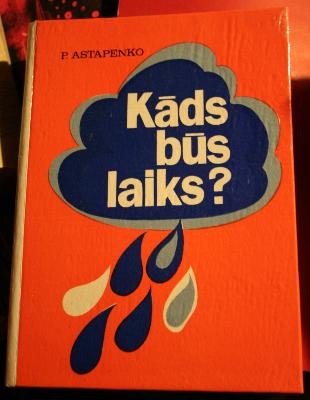 P. ASTAPENKO
Kāds
būs
laiks?